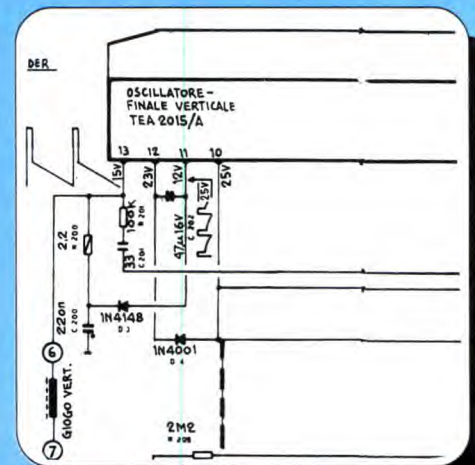 DER
OSCILLATORE-
FINALE VERTICALE
TEA 2015/A
13 12 11 10
15V
23V
12V
25V
25V
2.2
R 200
100K
R 201
33
C 201
47µ16V
C 202
220n
C 200
1N4148
D 3
1N4001
D 4
6
GIOGO VERT.
7
2M2